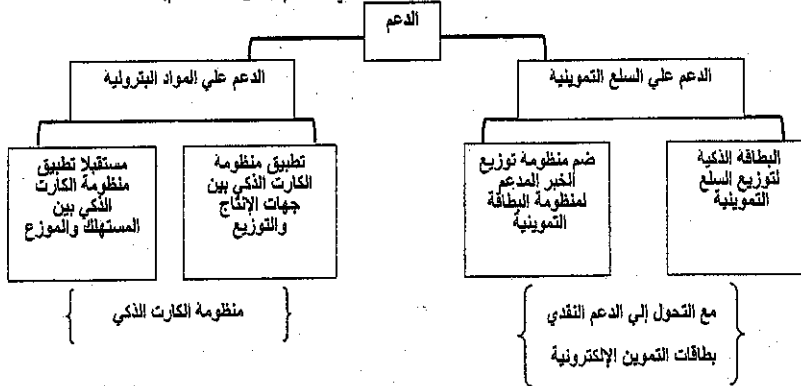 الدعم
الدعم علي السلع التموينية
الدعم علي المواد البترولية
البطاقة الذكية
لتوزيع السلع
التموينية
ضم منظومة توزيع
الخبر المدعم
لمنظومة البطاقة
التموينية
تطبيق منظومة
الكارت الذكي بين
جهات الإنتاج
والتوزيع
مستقبلا تطبيق
منظومة الكارت
الذكي بين
المستهلك والموزع
مع التحول إلي الدعم النقدي
بطاقات التموين الإلكترونية
منظومة الكارت الذكي